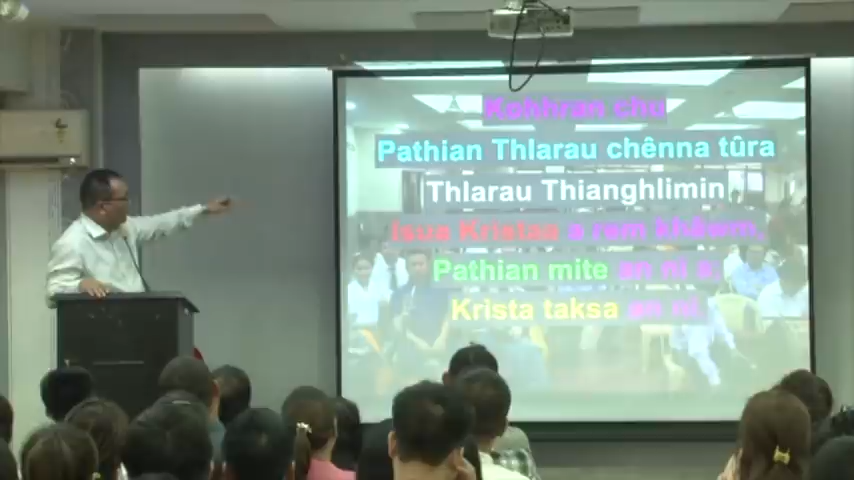 Kohhran chu
Pathian Thlarau chênna tûra
Thlarau Thianghlimin
Isua Kristaa a rem khâwm,
Pathian mite an ni a,
Krista taksa an ni.